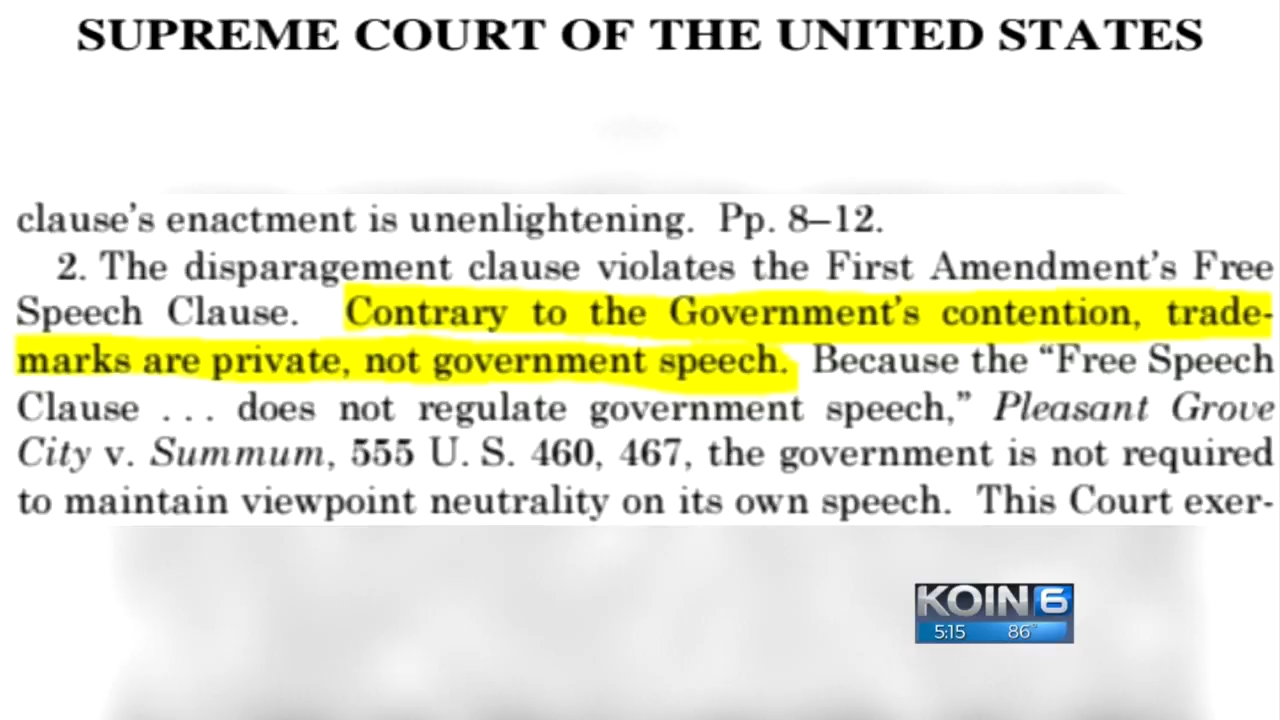 SUPREME COURT OF THE UNITED STATES
clause's enactment is unenlightening. Pp. 8–12.
2. The disparagement clause violates the First Amendment's Free
Speech Clause. Contrary to the Government's contention, trade-
marks are private, not government speech. Because the “Free Speech
Clause . . . does not regulate government speech,” Pleasant Grove
City v. Summum, 555 U. S. 460, 467, the government is not required
to maintain viewpoint neutrality on its own speech. This Court exer-
KOIN 6
5:15 86°